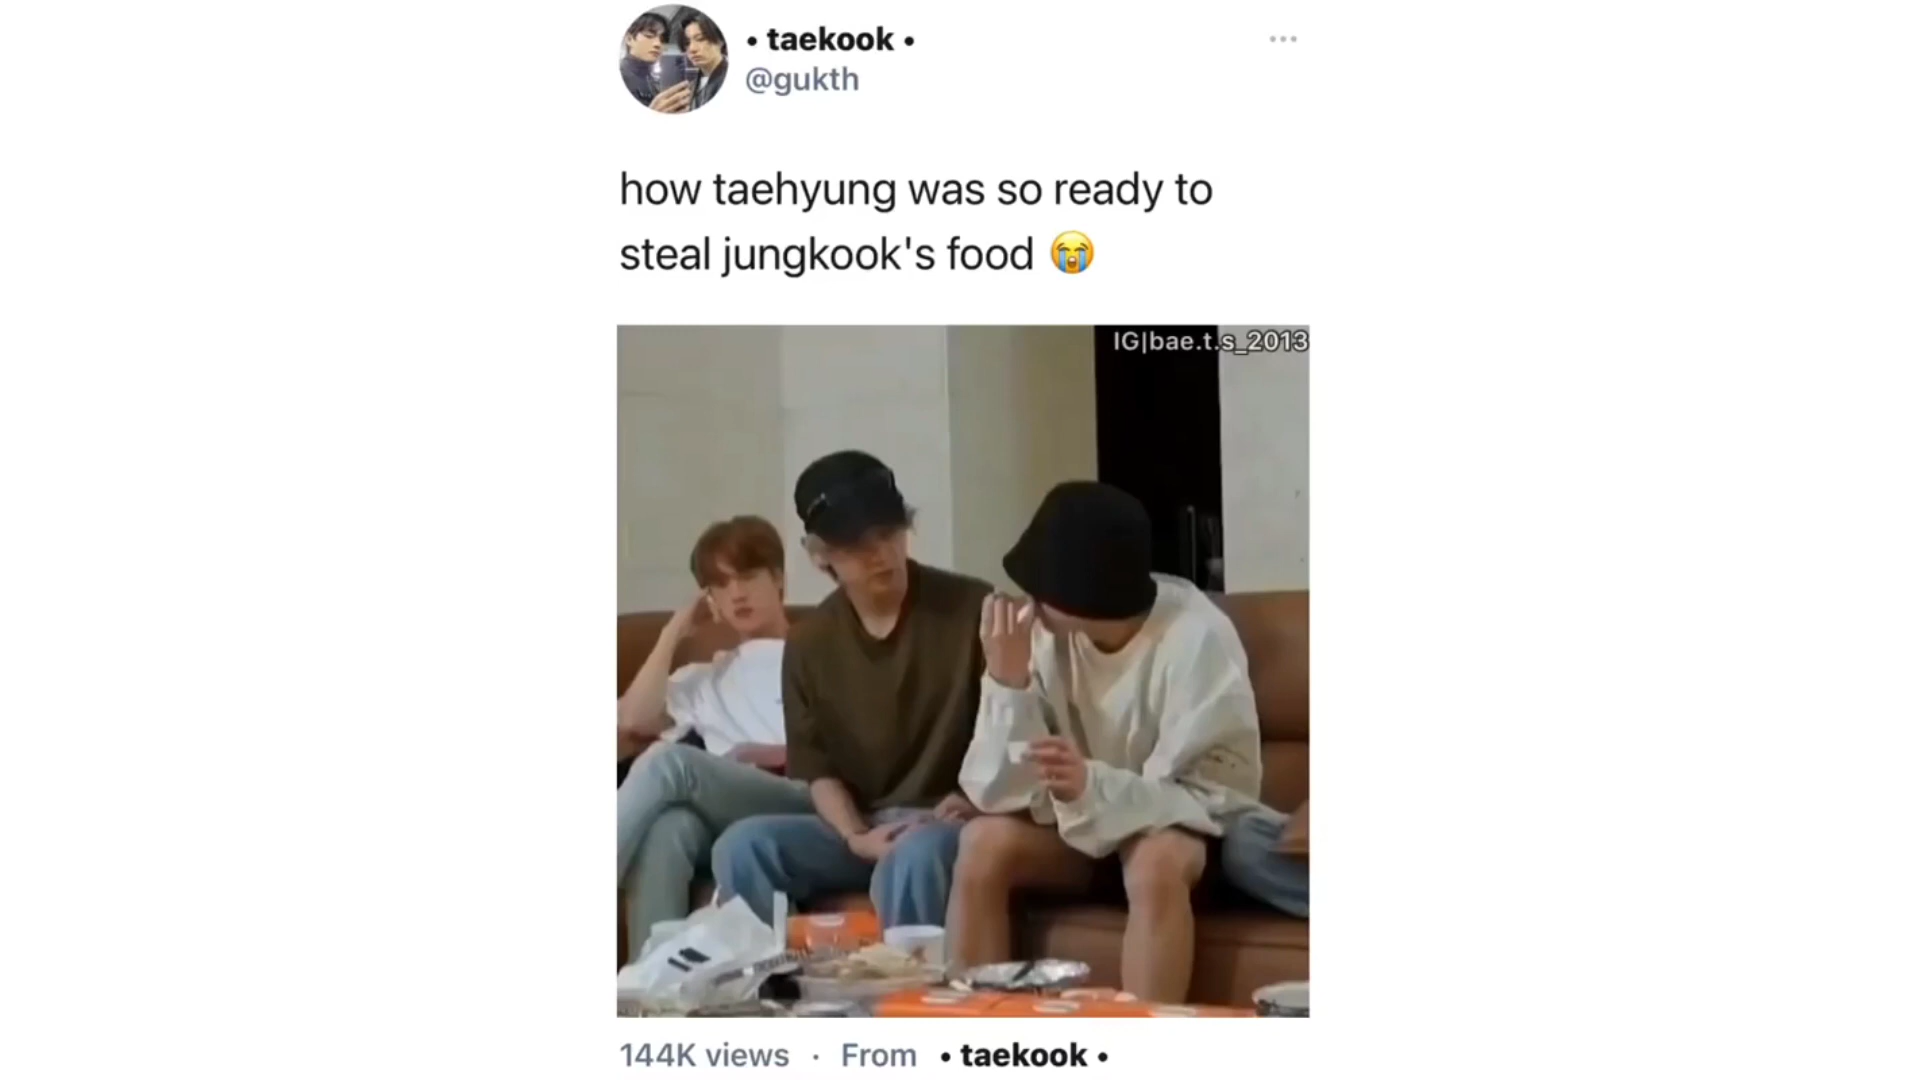 • taekook •
@gukth
how taehyung was so ready to
steal jungkook's food 😭
IG|bae.t.s_2013
144K views · From • taekook •